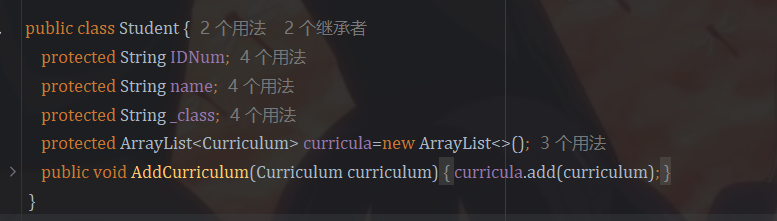 public class Student { 2 个用法 2 个继承者
protected String IDNum; 4 个用法
protected String name; 4 个用法
protected String _class; 4 个用法
protected ArrayList<Curriculum> curricula=new ArrayList<>(); 3 个用法
public void AddCurriculum(Curriculum curriculum) { curricula.add(curriculum); }
}